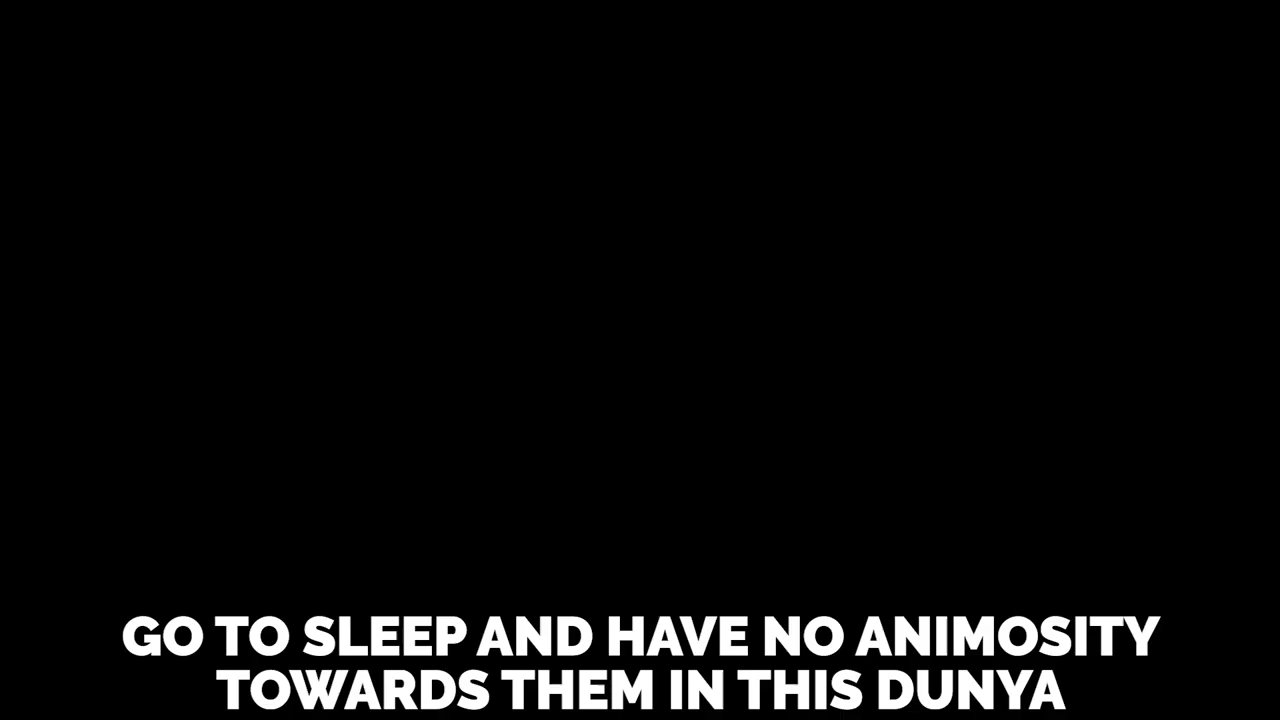 GO TO SLEEP AND HAVE NO ANIMOSITY
TOWARDS THEM IN THIS DUNYA